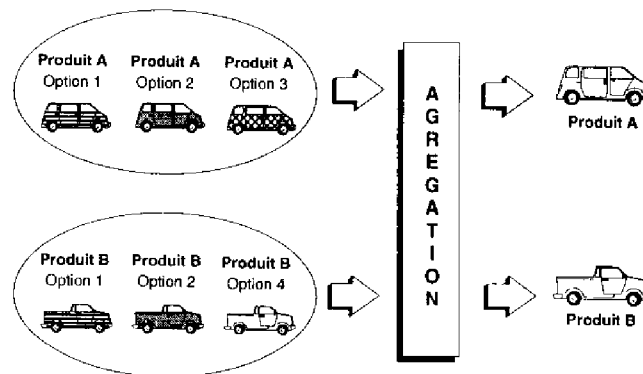 Produit A Produit A Produit A
Option 1 Option 2 Option 3
AGREGATION
Produit A
Produit B Produit B Produit B
Option 1 Option 2 Option 4
Produit B